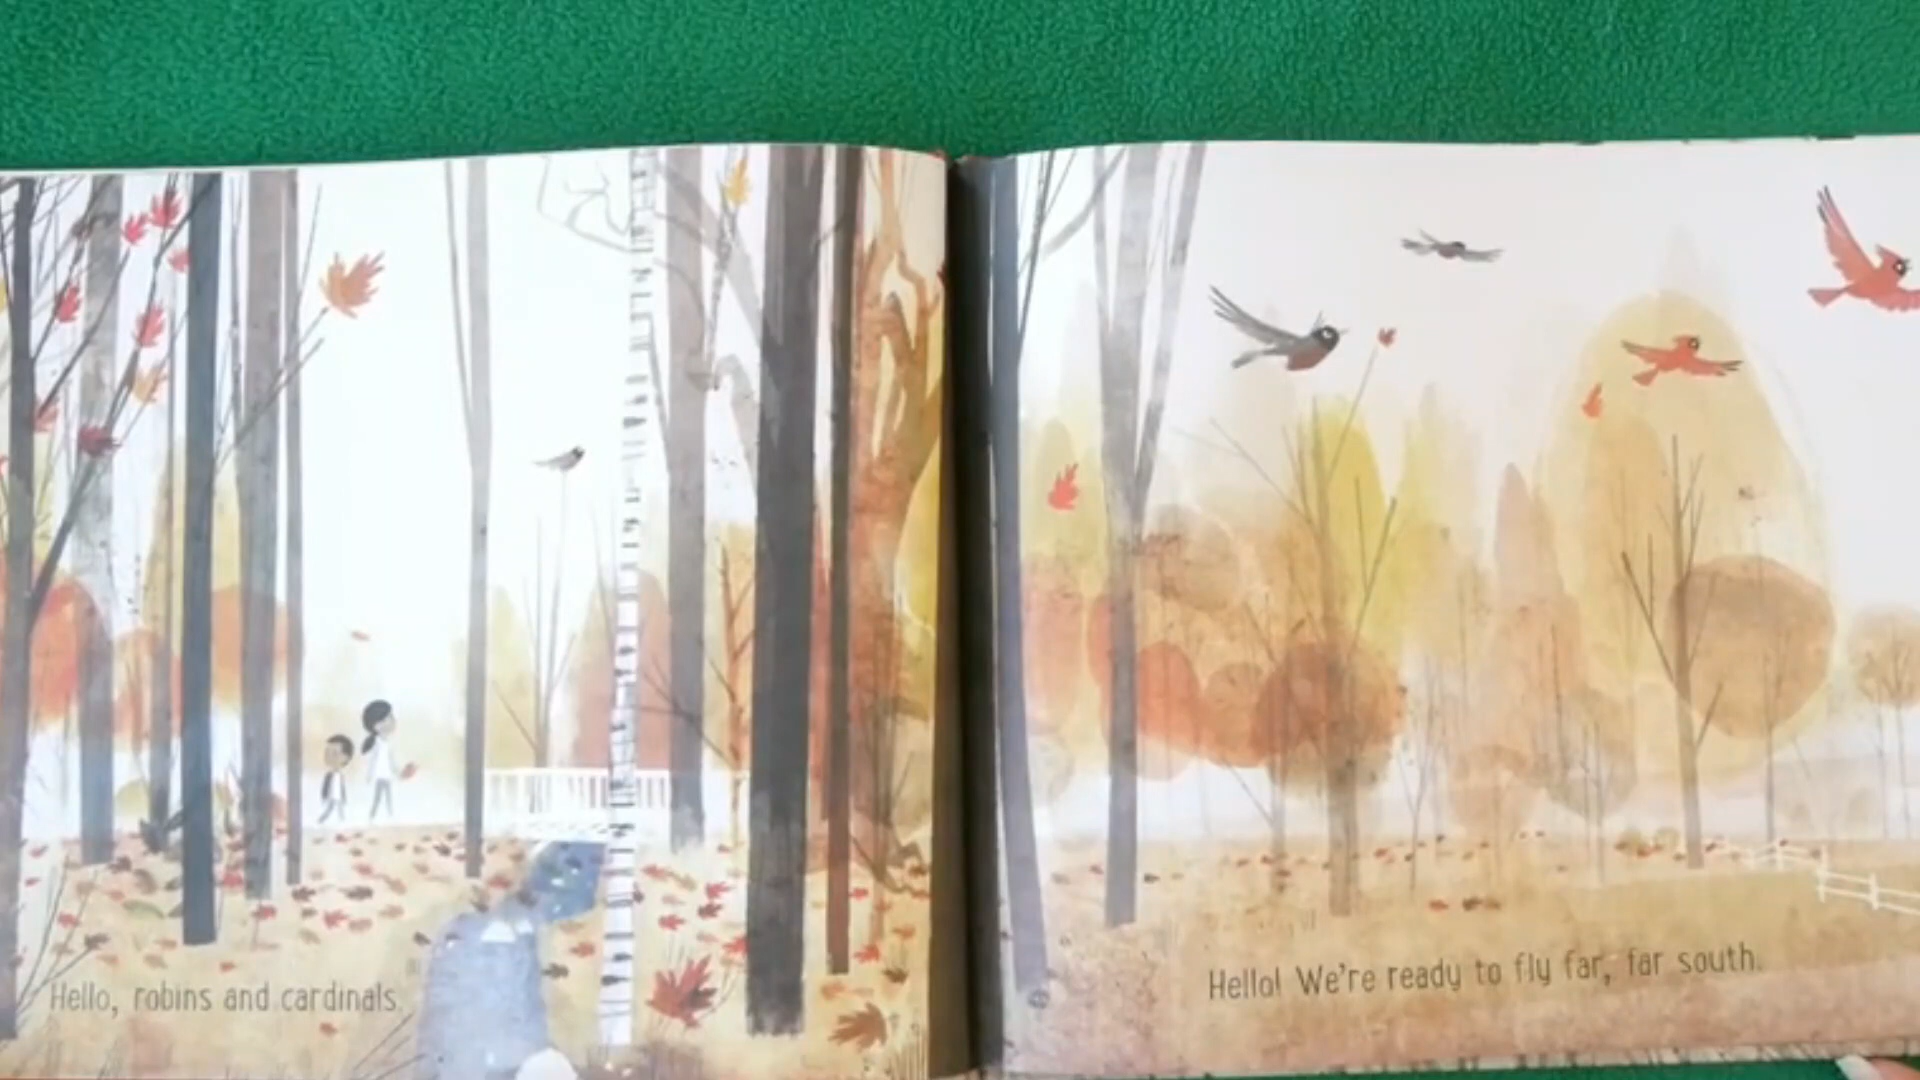 Hello, robins and cardinals.
Hello! We're ready to fly far, far south.